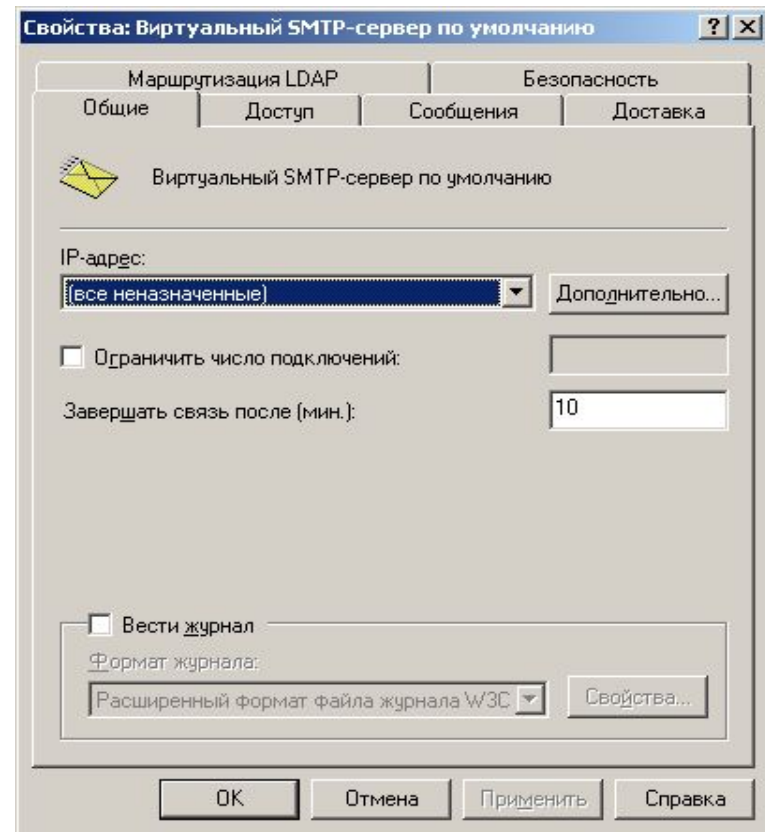 Свойства: Виртуальный SMTP-сервер по умолчанию
Маршрутизация LDAP Безопасность
Общие Доступ Сообщения Доставка
Виртуальный SMTP-сервер по умолчанию
IP-адрес:
(все неназначенные) Дополнительно...
Ограничить число подключений:
Завершать связь после (мин.): 10
Вести журнал
Формат журнала:
Расширенный формат файла журнала W3C Свойства...
OK Отмена Применить Справка